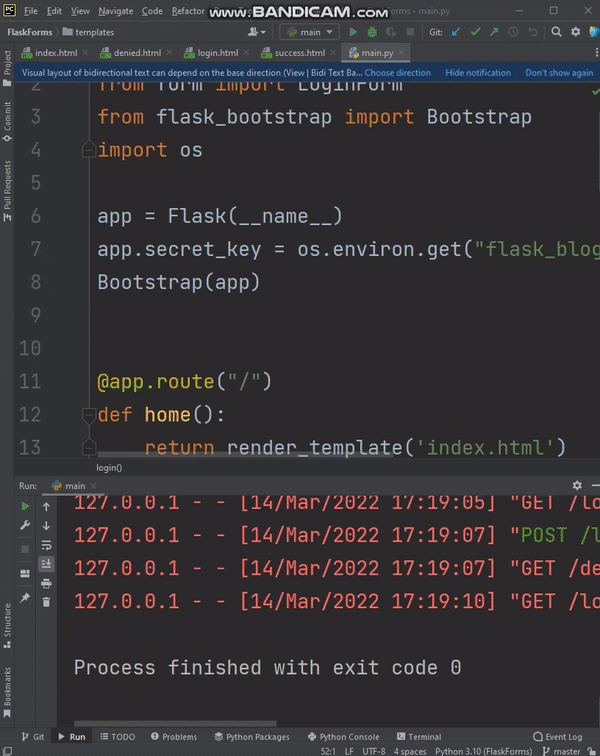 PC File Edit View Navigate Code Refactor www.BANDICAM.com - main.py
FlaskForms templates main Git:
index.html denied.html login.html success.html main.py
Visual layout of bidirectional text can depend on the base direction (View | Bidi Text Ba... Choose direction Hide notification Don't show again
Project
Commit
Pull Requests
2 from form import LoginForm
3 from flask_bootstrap import Bootstrap
4 import os
5
6 app = Flask(__name__)
7 app.secret_key = os.environ.get("flask_blog
8 Bootstrap(app)
9
10
11 @app.route("/")
12 def home():
13 return render_template('index.html')
login()
Run: main
127.0.0.1 - - [14/Mar/2022 17:19:05] "GET /lo
127.0.0.1 - - [14/Mar/2022 17:19:07] "POST /l
127.0.0.1 - - [14/Mar/2022 17:19:07] "GET /de
127.0.0.1 - - [14/Mar/2022 17:19:10] "GET /lo
Process finished with exit code 0
Structure
Bookmarks
Git Run TODO Problems Python Packages Python Console Terminal Event Log
52:1 LF UTF-8 4 spaces Python 3.10 (FlaskForms) master